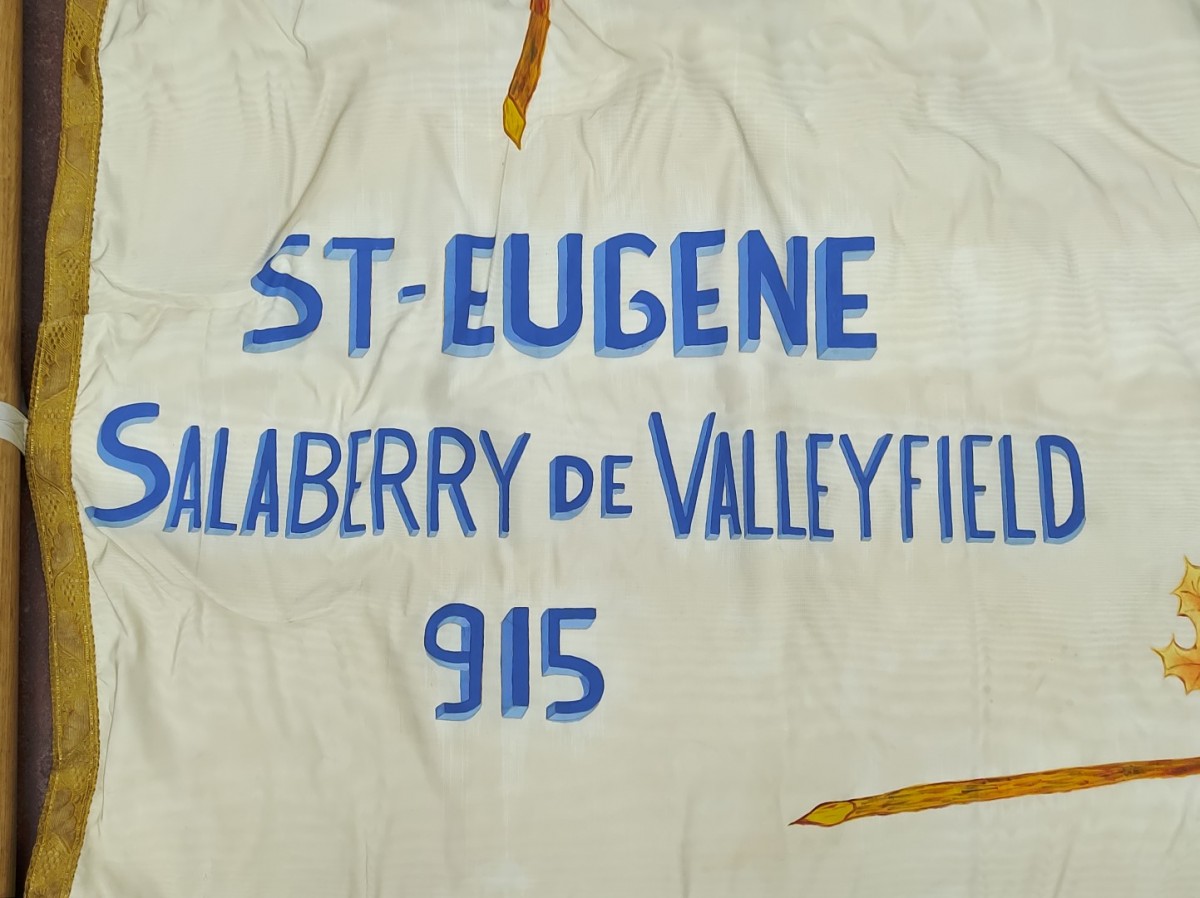 ST-EUGENE
SALABERRY DE VALLEYFIELD
915